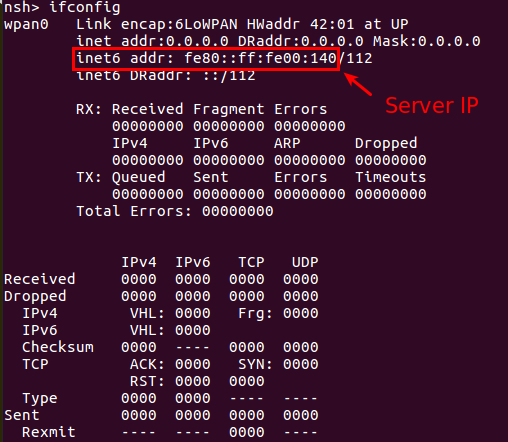 nsh> ifconfig
wpan0 Link encap:6LoWPAN HWaddr 42:01 at UP
inet addr:0.0.0.0 DRaddr:0.0.0.0 Mask:0.0.0.0
inet6 addr: fe80::ff:fe00:140/112
inet6 DRaddr: ::/112
Server IP
RX: Received Fragment Errors
00000000 00000000 00000000
IPv4 IPv6 ARP Dropped
00000000 00000000 00000000 00000000
TX: Queued Sent Errors Timeouts
00000000 00000000 00000000 00000000
Total Errors: 00000000
IPv4 IPv6 TCP UDP
Received 0000 0000 0000 0000
Dropped 0000 0000 0000 0000
IPv4 VHL: 0000 Frg: 0000
IPv6 VHL: 0000
Checksum 0000 ---- 0000 0000
TCP ACK: 0000 SYN: 0000
RST: 0000 0000
Type 0000 0000 ---- ----
Sent 0000 0000 0000 0000
Rexmit ---- ---- 0000 ----